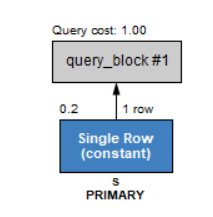 Query cost: 1.00
query_block #1
0.2 1 row
Single Row
(constant)
s
PRIMARY